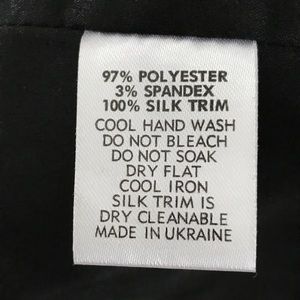 97% POLYESTER
3% SPANDEX
100% SILK TRIM
COOL HAND WASH
DO NOT BLEACH
DO NOT SOAK
DRY FLAT
COOL IRON
SILK TRIM IS
DRY CLEANABLE
MADE IN UKRAINE